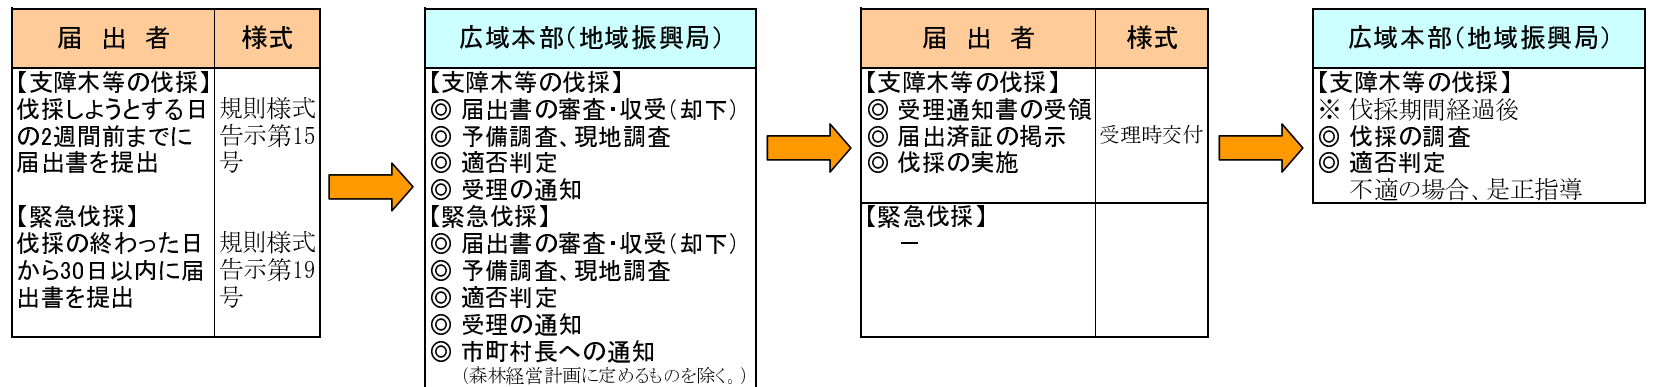 届 出 者
様式
【支障木等の伐採】
伐採しようとする日
の2週間前までに
届出書を提出
規則様式
告示第15
号
【緊急伐採】
伐採の終わった日
から30日以内に届
出書を提出
規則様式
告示第19
号
広域本部(地域振興局)
【支障木等の伐採】
◎ 届出書の審査・収受(却下)
◎ 予備調査、現地調査
◎ 適否判定
◎ 受理の通知
【緊急伐採】
◎ 届出書の審査・収受(却下)
◎ 予備調査、現地調査
◎ 適否判定
◎ 受理の通知
◎ 市町村長への通知
(森林経営計画に定めるものを除く。)
届 出 者
様式
【支障木等の伐採】
◎ 受理通知書の受領
◎ 届出済証の掲示
◎ 伐採の実施
受理時交付
【緊急伐採】
－
広域本部(地域振興局)
【支障木等の伐採】
※ 伐採期間経過後
◎ 伐採の調査
◎ 適否判定
不適の場合、是正指導